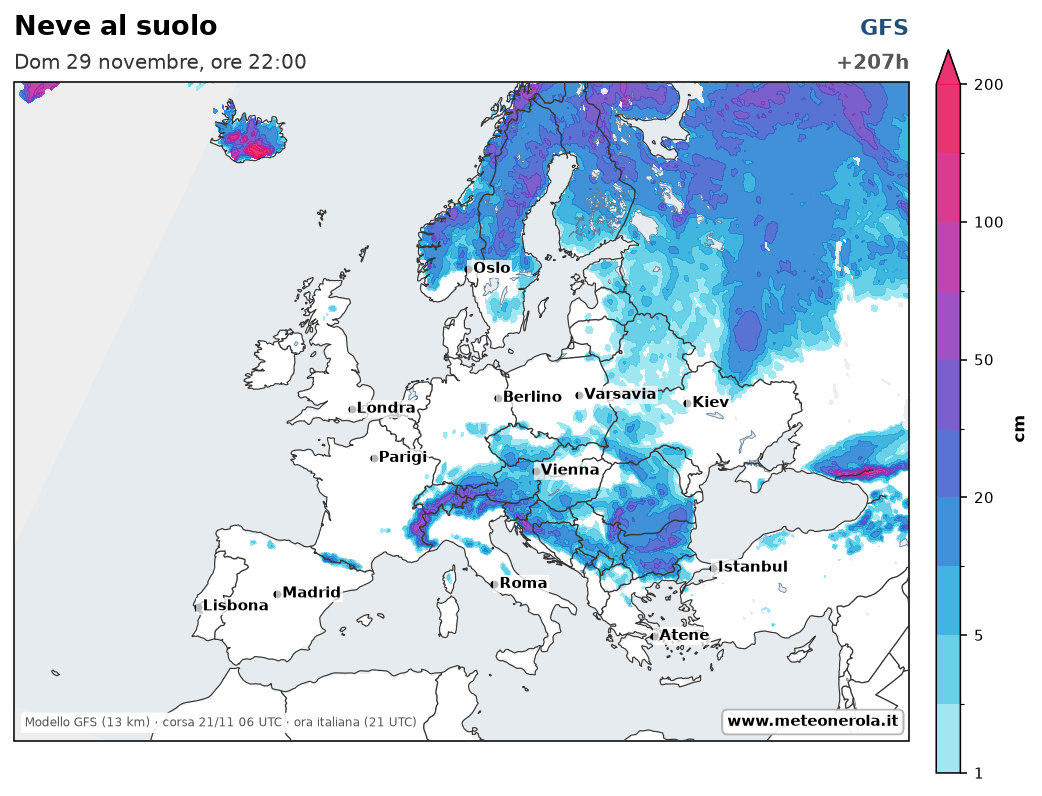 Neve al suolo
GFS
Dom 29 novembre, ore 22:00
+207h
200
100
50
20
5
1
cm
Oslo
Londra
Berlino
Varsavia
Kiev
Parigi
Vienna
Istanbul
Roma
Madrid
Lisbona
Atene
Modello GFS (13 km) · corsa 21/11 06 UTC · ora italiana (21 UTC)
www.meteonerola.it